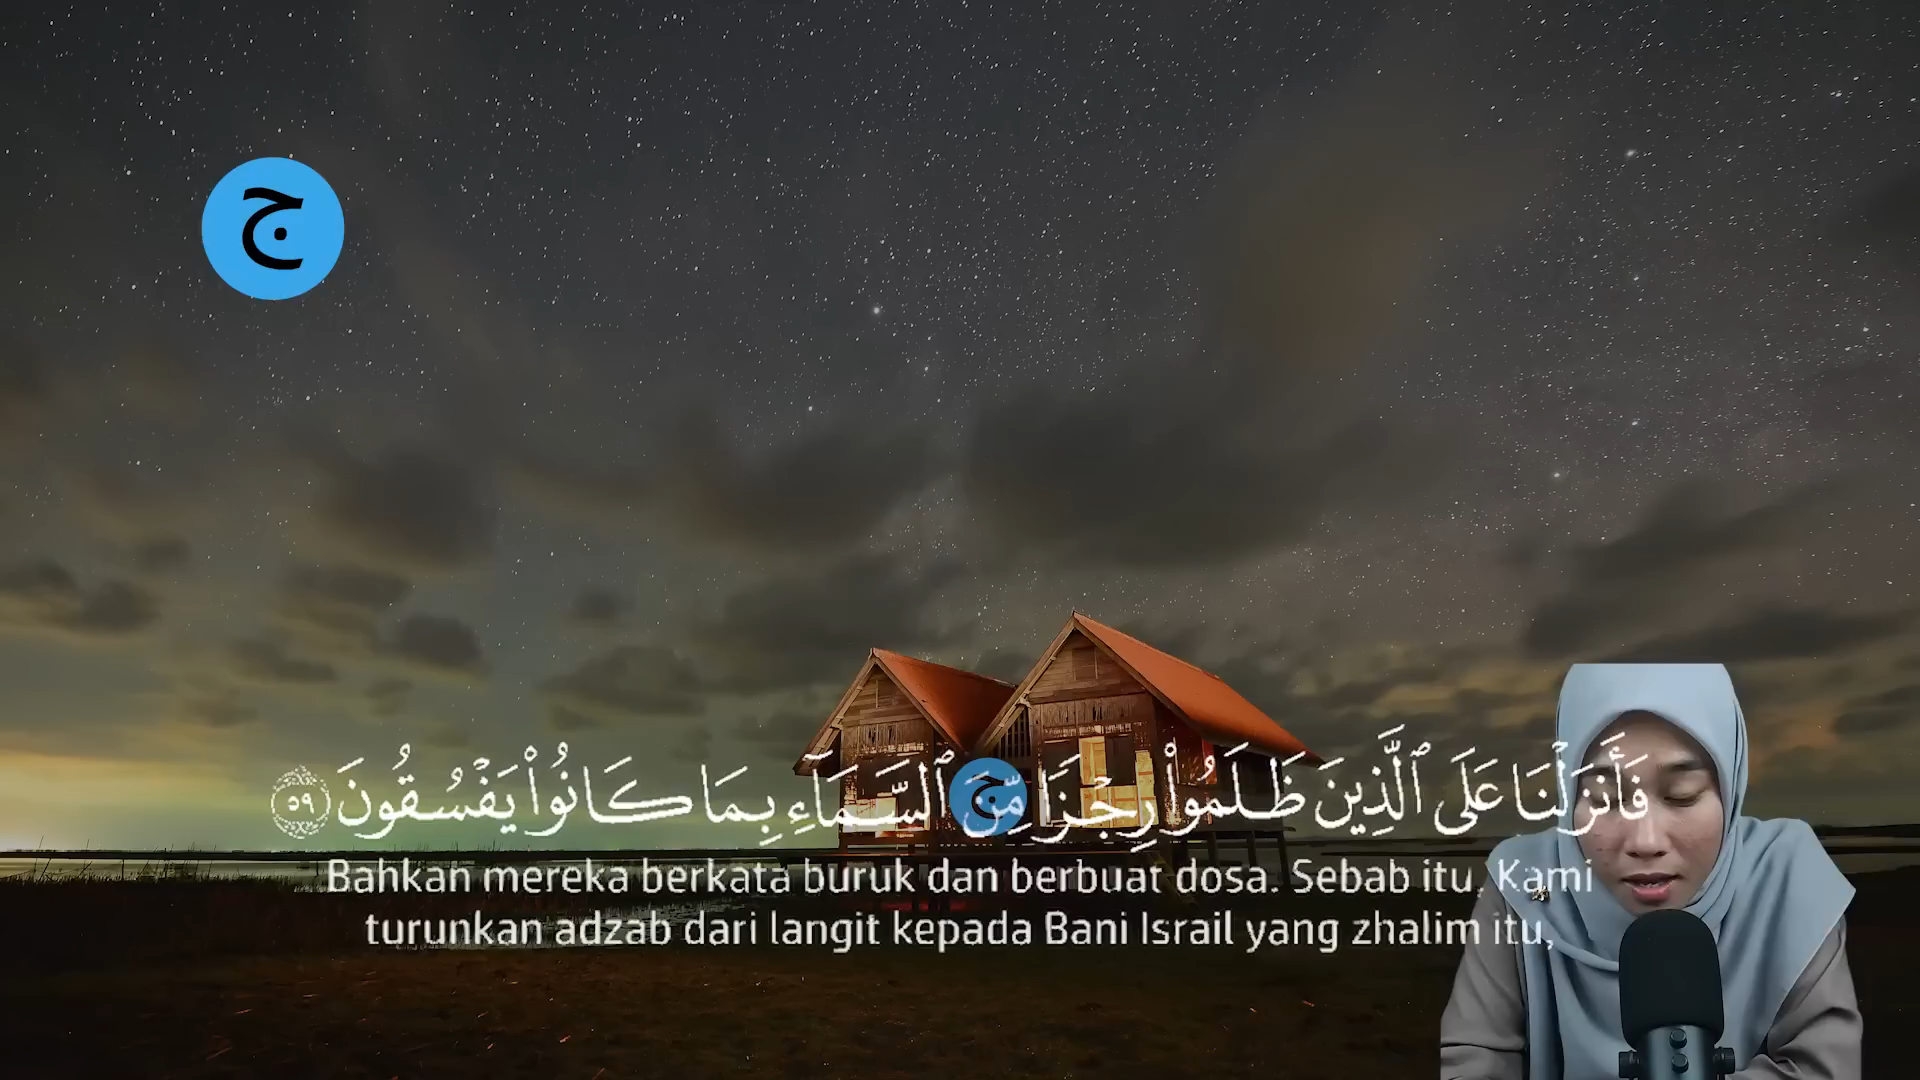 ج
فَأَنزَلْنَا عَلَى ٱلَّذِينَ ظَلَمُوا۟ رِجْزًا مِّنَ ٱلسَّمَآءِ بِمَا كَانُوا۟ يَفْسُقُونَ ٥٩
ج
Bahkan mereka berkata buruk dan berbuat dosa. Sebab itu, Kami
turunkan adzab dari langit kepada Bani Israil yang zhalim itu,